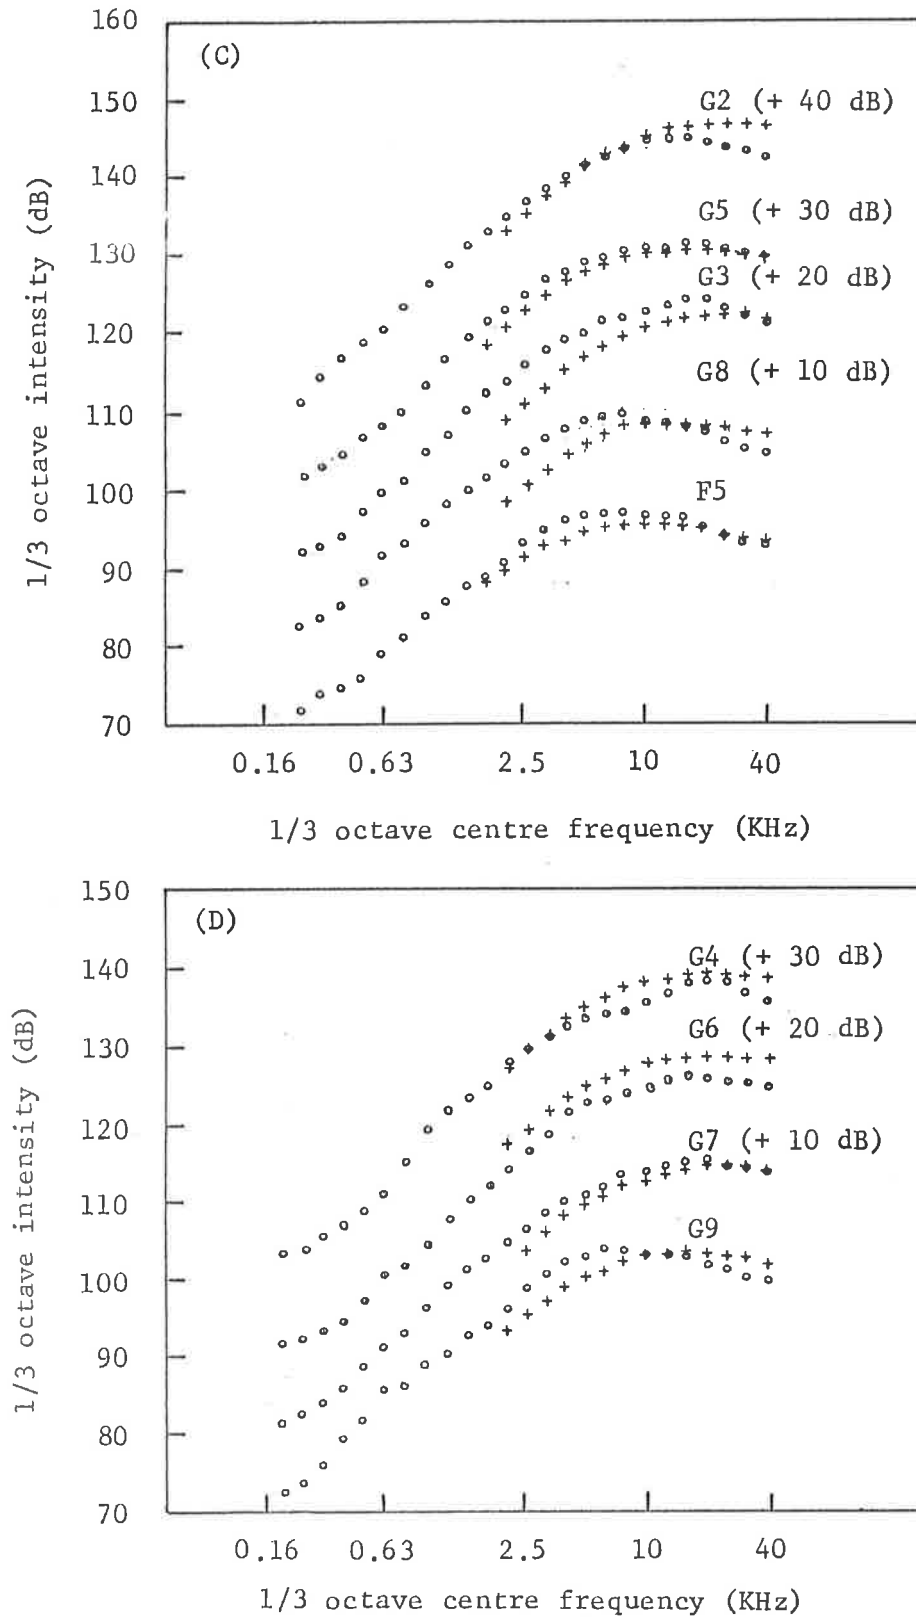 160
(C)
150
G2 (+ 40 dB)
140
G5 (+ 30 dB)
130
G3 (+ 20 dB)
120
G8 (+ 10 dB)
110
100
F5
90
80
70
1/3 octave intensity (dB)
0.16 0.63 2.5 10 40
1/3 octave centre frequency (KHz)
150
(D)
140
G4 (+ 30 dB)
G6 (+ 20 dB)
130
120
G7 (+ 10 dB)
110
G9
100
90
80
70
1/3 octave intensity (dB)
0.16 0.63 2.5 10 40
1/3 octave centre frequency (KHz)